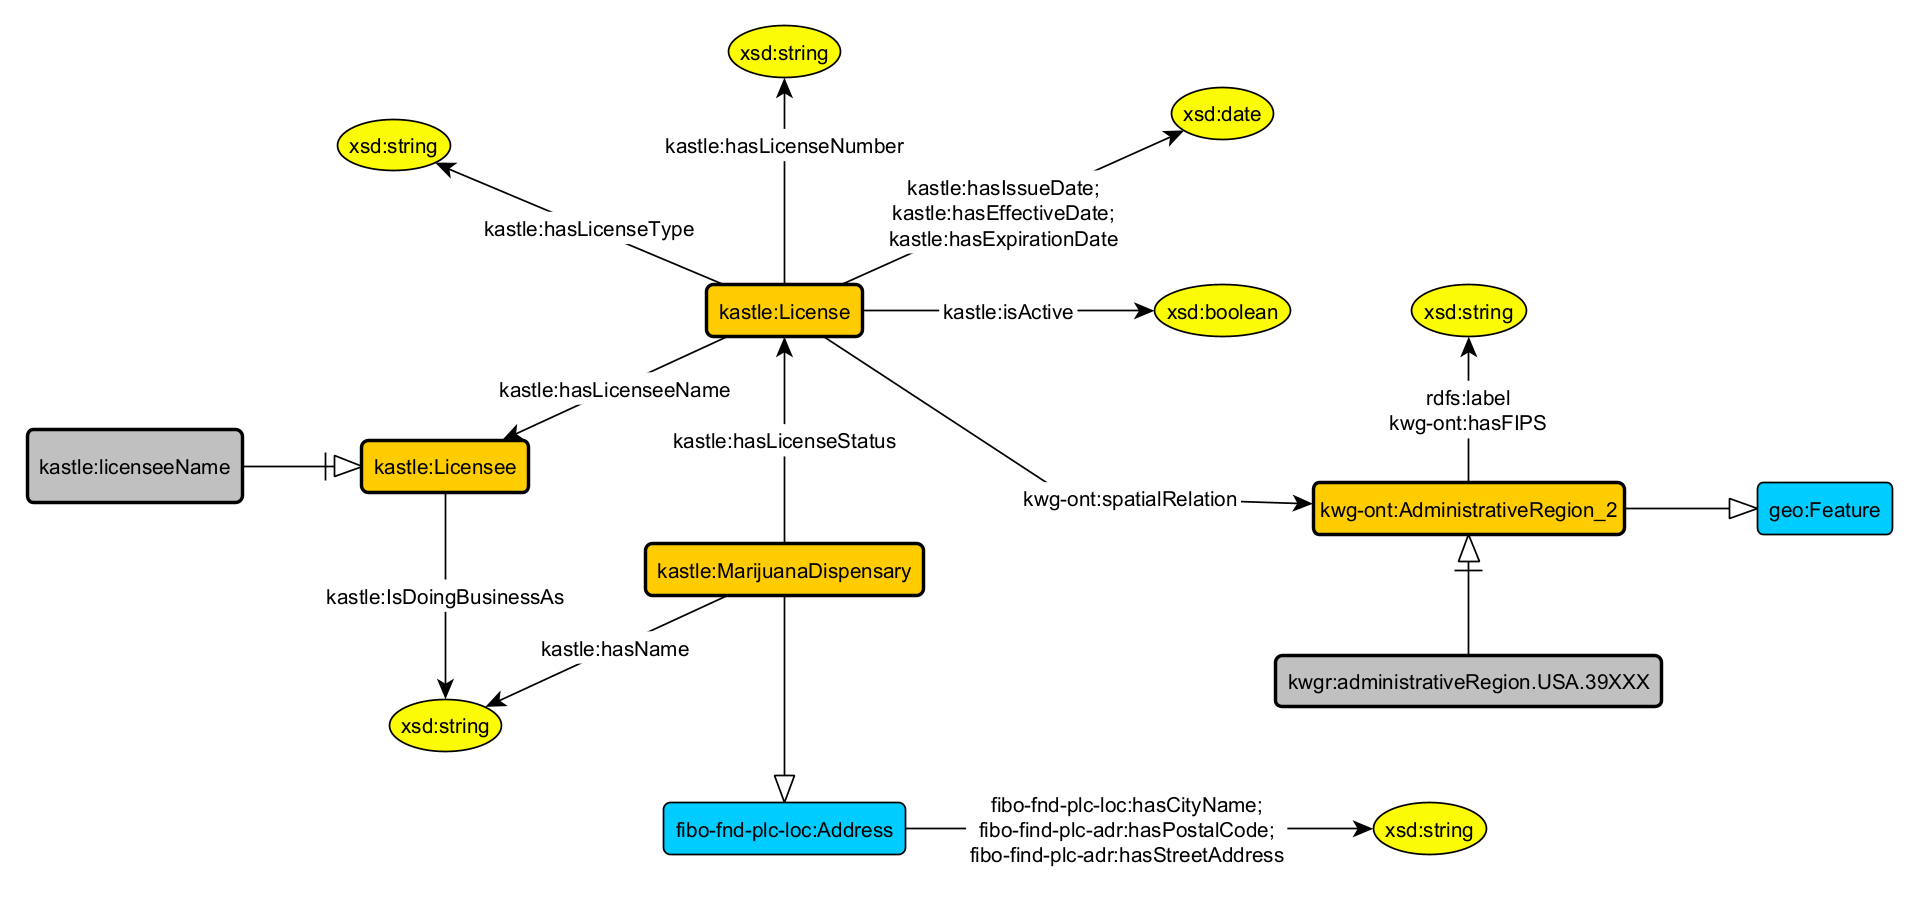 xsd:string
xsd:date
xsd:string
kastle:hasLicenseNumber
kastle:hasIssueDate;
kastle:hasEffectiveDate;
kastle:hasExpirationDate
kastle:hasLicenseType
kastle:License
kastle:isActive
xsd:boolean
xsd:string
kastle:hasLicenseeName
rdfs:label
kwg-ont:hasFIPS
kastle:hasLicenseStatus
kastle:licenseeName
kastle:Licensee
kwg-ont:spatialRelation
kwg-ont:AdministrativeRegion_2
geo:Feature
kastle:MarijuanaDispensary
kastle:IsDoingBusinessAs
kastle:hasName
kwgr:administrativeRegion.USA.39XXX
xsd:string
fibo-fnd-plc-loc:Address
fibo-fnd-plc-loc:hasCityName;
fibo-find-plc-adr:hasPostalCode;
fibo-find-plc-adr:hasStreetAddress
xsd:string